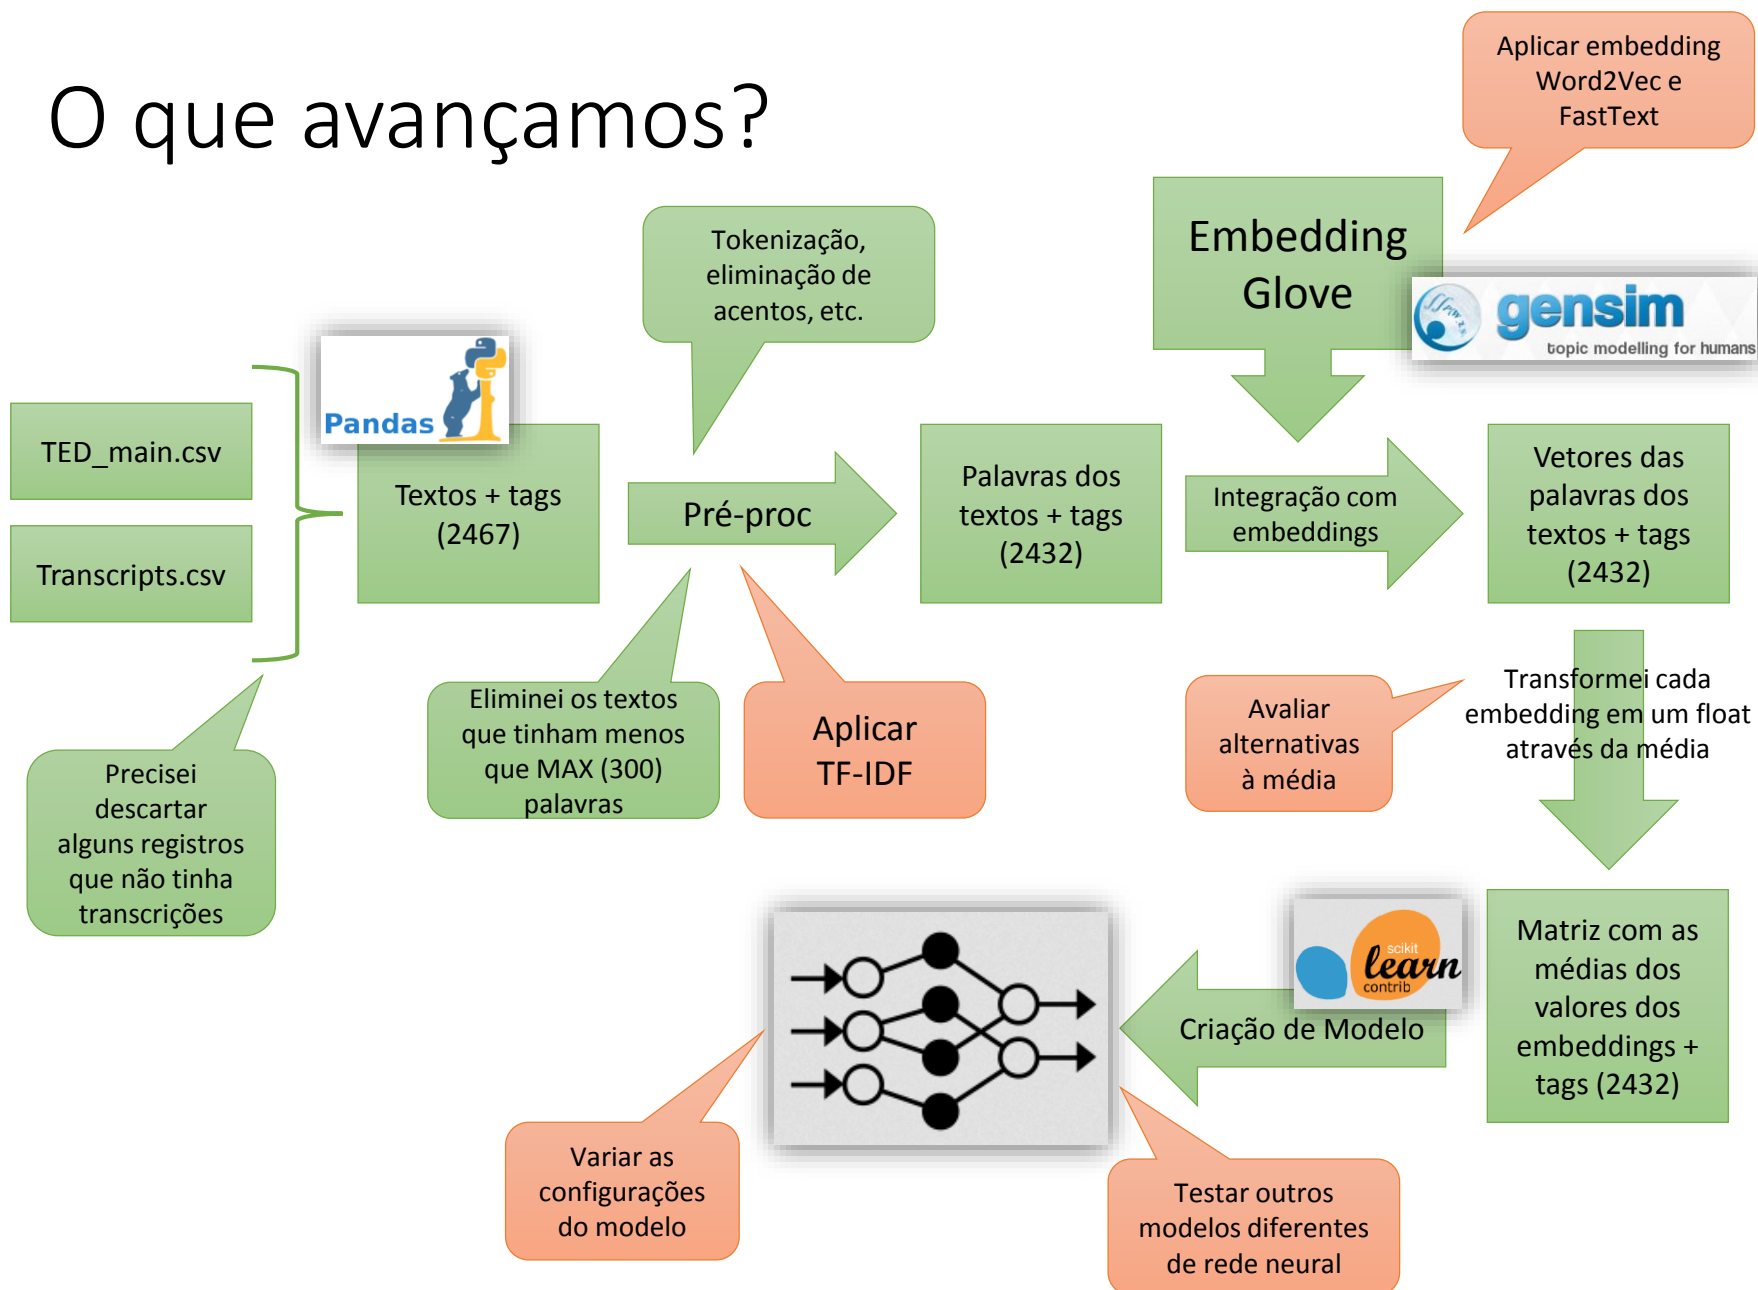 O que avançamos?
Aplicar embedding
Word2Vec e
FastText
Tokenização,
eliminação de
acentos, etc.
Embedding
Glove
gensim
topic modelling for humans
Pandas
TED_main.csv
Transcripts.csv
Textos + tags
(2467)
Pré-proc
Palavras dos
textos + tags
(2432)
Integração com
embeddings
Vetores das
palavras dos
textos + tags
(2432)
Precisei
descartar
alguns registros
que não tinha
transcrições
Eliminei os textos
que tinham menos
que MAX (300)
palavras
Aplicar
TF-IDF
Avaliar
alternativas
à média
Transformei cada
embedding em um float
através da média
scikit
learn
contrib
Criação de Modelo
Matriz com as
médias dos
valores dos
embeddings +
tags (2432)
Variar as
configurações
do modelo
Testar outros
modelos diferentes
de rede neural